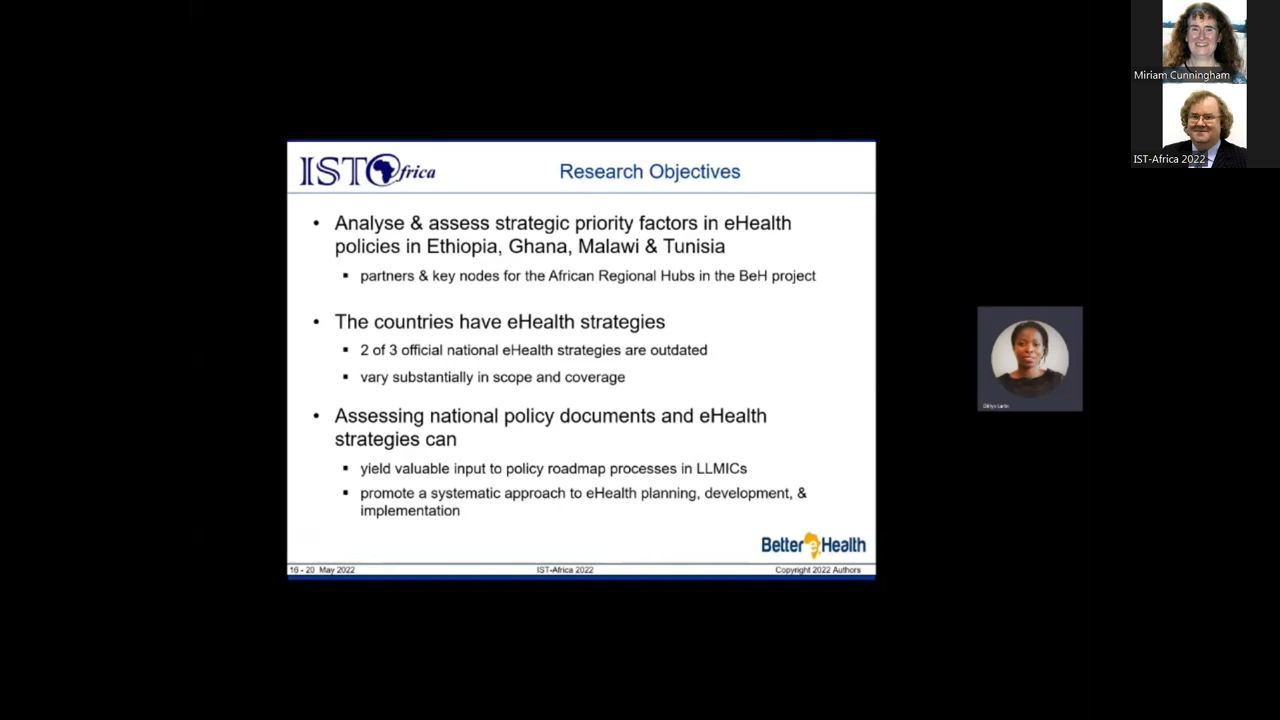 Miriam Cunningham
IST-Africa 2022
IST Africa
Research Objectives
• Analyse & assess strategic priority factors in eHealth
policies in Ethiopia, Ghana, Malawi & Tunisia
▪ partners & key nodes for the African Regional Hubs in the BeH project
• The countries have eHealth strategies
▪ 2 of 3 official national eHealth strategies are outdated
▪ vary substantially in scope and coverage
• Assessing national policy documents and eHealth
strategies can
▪ yield valuable input to policy roadmap processes in LLMICs
▪ promote a systematic approach to eHealth planning, development, &
implementation
Better eHealth
16 - 20 May 2022
IST-Africa 2022
Copyright 2022 Authors